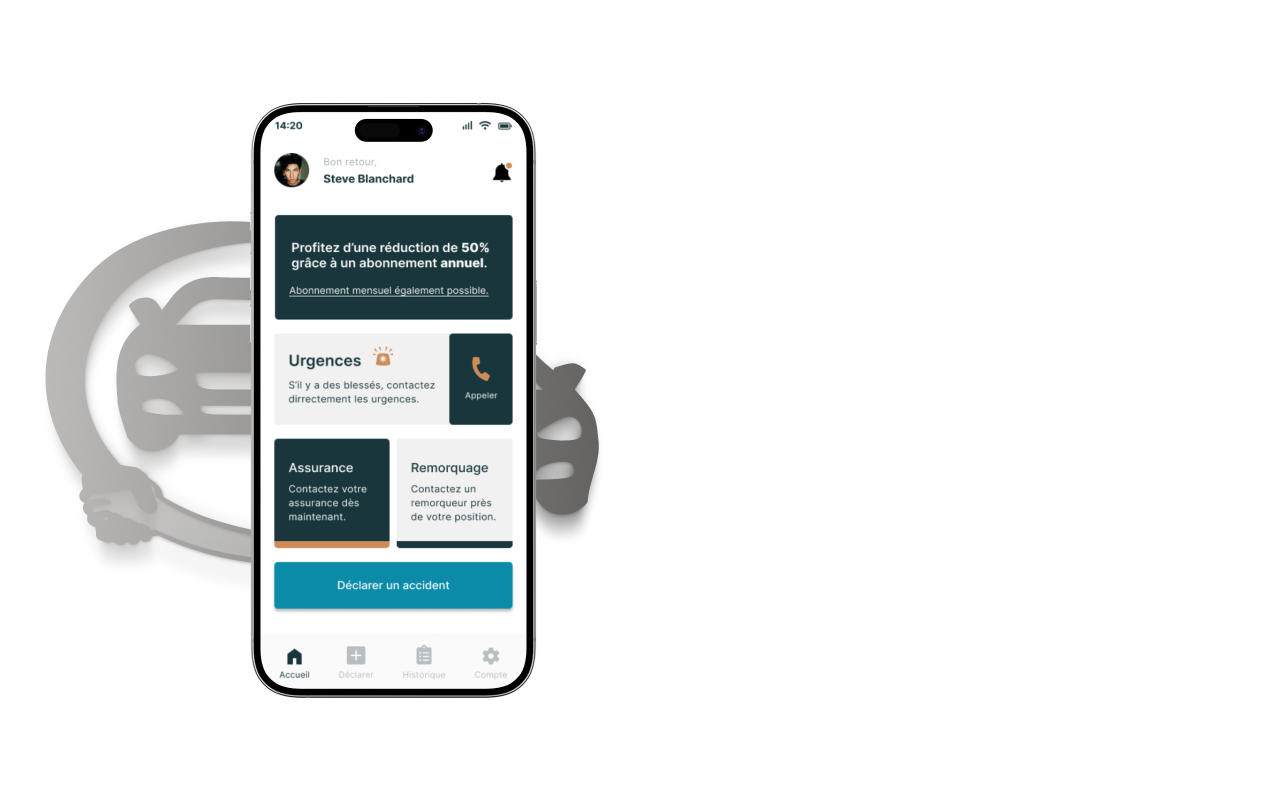 14:20
Bon retour,
Steve Blanchard
Profitez d'une réduction de 50%
grâce à un abonnement annuel.
Abonnement mensuel également possible.
Urgences
S'il y a des blessés, contactez
dirrectement les urgences.
Appeler
Assurance
Contactez votre
assurance dès
maintenant.
Remorquage
Contactez un
remorqueur près
de votre position.
Déclarer un accident
Accueil
Déclarer
Historique
Compte